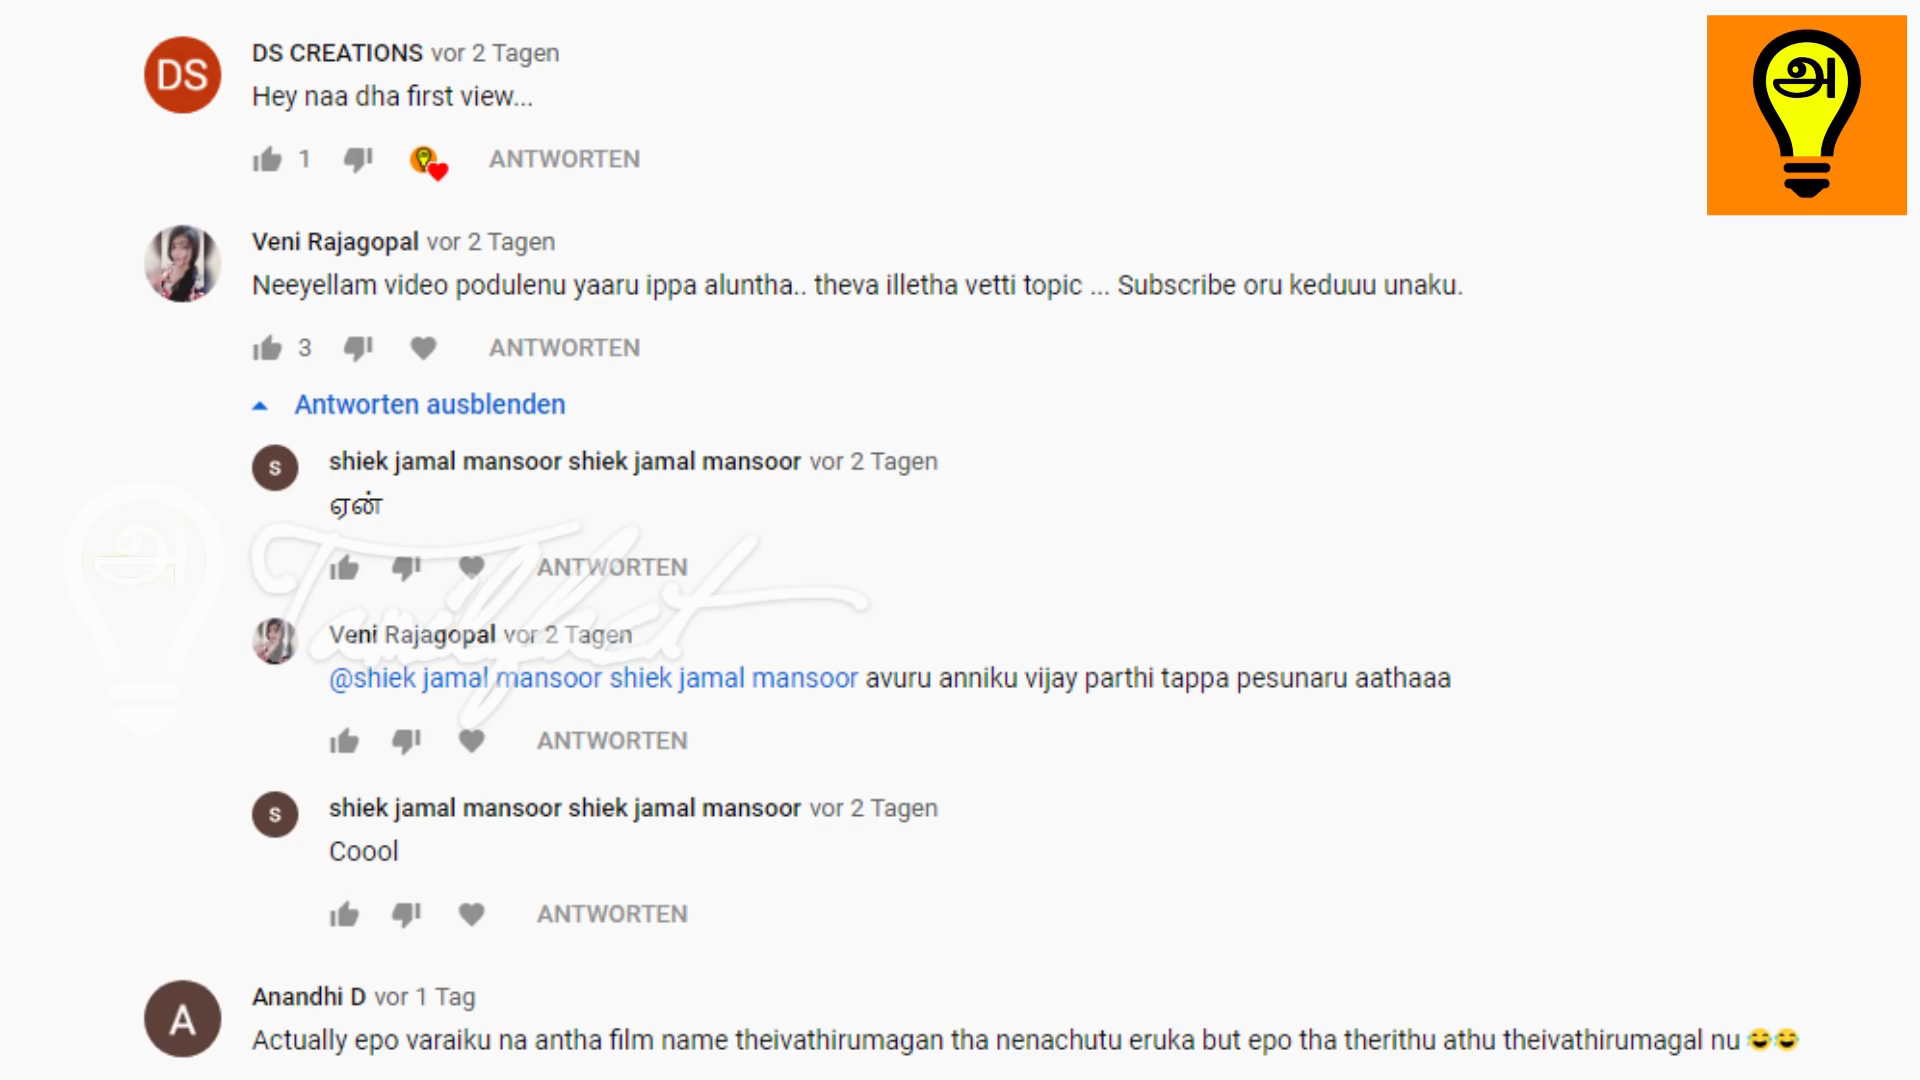 DS
DS CREATIONS vor 2 Tagen
Hey naa dha first view...
1 ANTWORTEN
அ
Veni Rajagopal vor 2 Tagen
Neeyellam video podulenu yaaru ippa aluntha.. theva illetha vetti topic ... Subscribe oru keduuu unaku.
3 ANTWORTEN
Antworten ausblenden
s
shiek jamal mansoor shiek jamal mansoor vor 2 Tagen
ஏன்
ANTWORTEN
அ
Tamilfact
Veni Rajagopal vor 2 Tagen
@shiek jamal mansoor shiek jamal mansoor avuru anniku vijay parthi tappa pesunaru aathaaa
ANTWORTEN
s
shiek jamal mansoor shiek jamal mansoor vor 2 Tagen
Coool
ANTWORTEN
A
Anandhi D vor 1 Tag
Actually epo varaiku na antha film name theivathirumagan tha nenachutu eruka but epo tha therithu athu theivathirumagal nu 😂😂